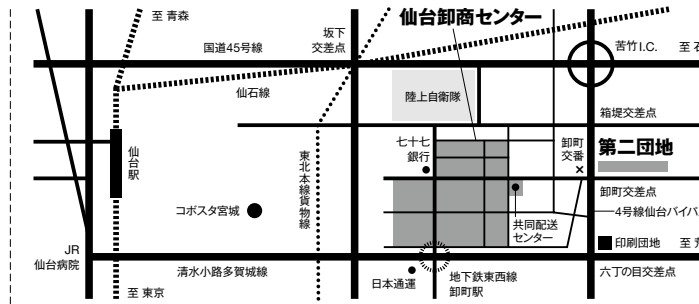 至 青森
国道45号線
坂下
交差点
仙台卸商センター
苦竹I.C.
至
仙石線
陸上自衛隊
箱堤交差点
仙台駅
東北本線貨物線
七十七
銀行
卸町
交番
第二団地
コボスタ宮城
共同配送
センター
卸町交差点
4号線仙台バイパ
印刷団地
至
JR
仙台病院
清水小路多賀城線
六丁の目交差点
至 東京
日本通運
地下鉄東西線
卸町駅